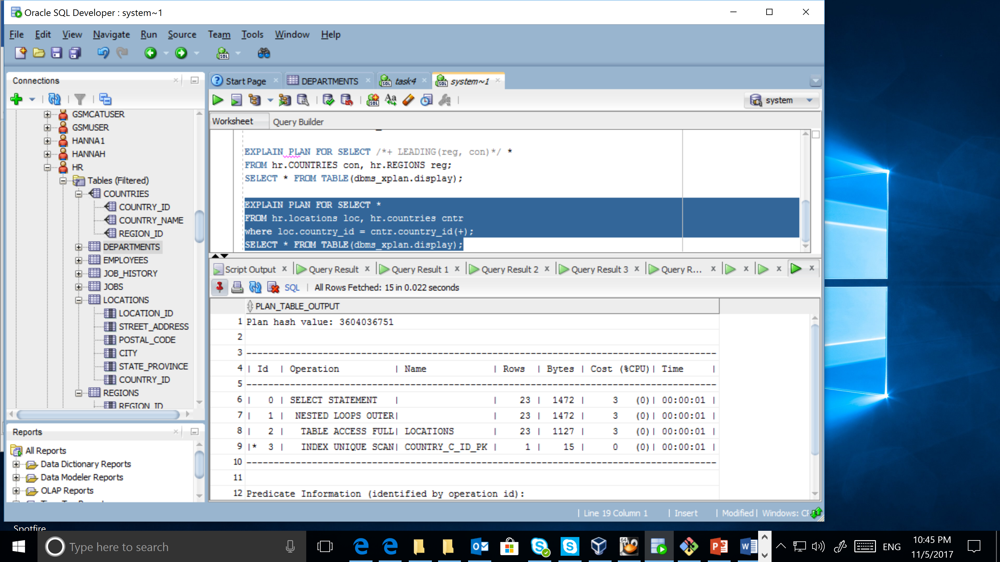 Oracle SQL Developer : system~1
File Edit View Navigate Run Source Team Tools Window Help
Connections
GSMCATUSER
GSMUSER
HANNA1
HANNAH
HR
Tables (Filtered)
COUNTRIES
COUNTRY_ID
COUNTRY_NAME
REGION_ID
DEPARTMENTS
EMPLOYEES
JOB_HISTORY
JOBS
LOCATIONS
LOCATION_ID
STREET_ADDRESS
POSTAL_CODE
CITY
STATE_PROVINCE
COUNTRY_ID
REGIONS
REGION_ID
Reports
All Reports
Data Dictionary Reports
Data Modeler Reports
OLAP Reports
Start Page DEPARTMENTS task4 system~1
system
Worksheet Query Builder
EXPLAIN PLAN FOR SELECT /*+ LEADING(reg, con)*/ *
FROM hr.COUNTRIES con, hr.REGIONS reg;
SELECT * FROM TABLE(dbms_xplan.display);
EXPLAIN PLAN FOR SELECT *
FROM hr.locations loc, hr.countries cntr
where loc.country_id = cntr.country_id(+);
SELECT * FROM TABLE(dbms_xplan.display);
Script Output x Query Result x Query Result 1 x Query Result 2 x Query Result 3 x Query R... x x x x
SQL | All Rows Fetched: 15 in 0.022 seconds
PLAN_TABLE_OUTPUT
1 Plan hash value: 3604036751
2
3 --------------------------------------------------------------------------------------
4 | Id | Operation | Name | Rows | Bytes | Cost (%CPU)| Time |
5 --------------------------------------------------------------------------------------
6 | 0 | SELECT STATEMENT | | 23 | 1472 | 3 (0)| 00:00:01 |
7 | 1 | NESTED LOOPS OUTER| | 23 | 1472 | 3 (0)| 00:00:01 |
8 | 2 | TABLE ACCESS FULL| LOCATIONS | 23 | 1127 | 3 (0)| 00:00:01 |
9 |* 3 | INDEX UNIQUE SCAN| COUNTRY_C_ID_PK | 1 | 15 | 0 (0)| 00:00:01 |
10 --------------------------------------------------------------------------------------
11
12 Predicate Information (identified by operation id):
| Line 19 Column 1 | Insert | Modified | Windows: CR
Spotfire
Type here to search
64
ENG
10:45 PM
11/5/2017